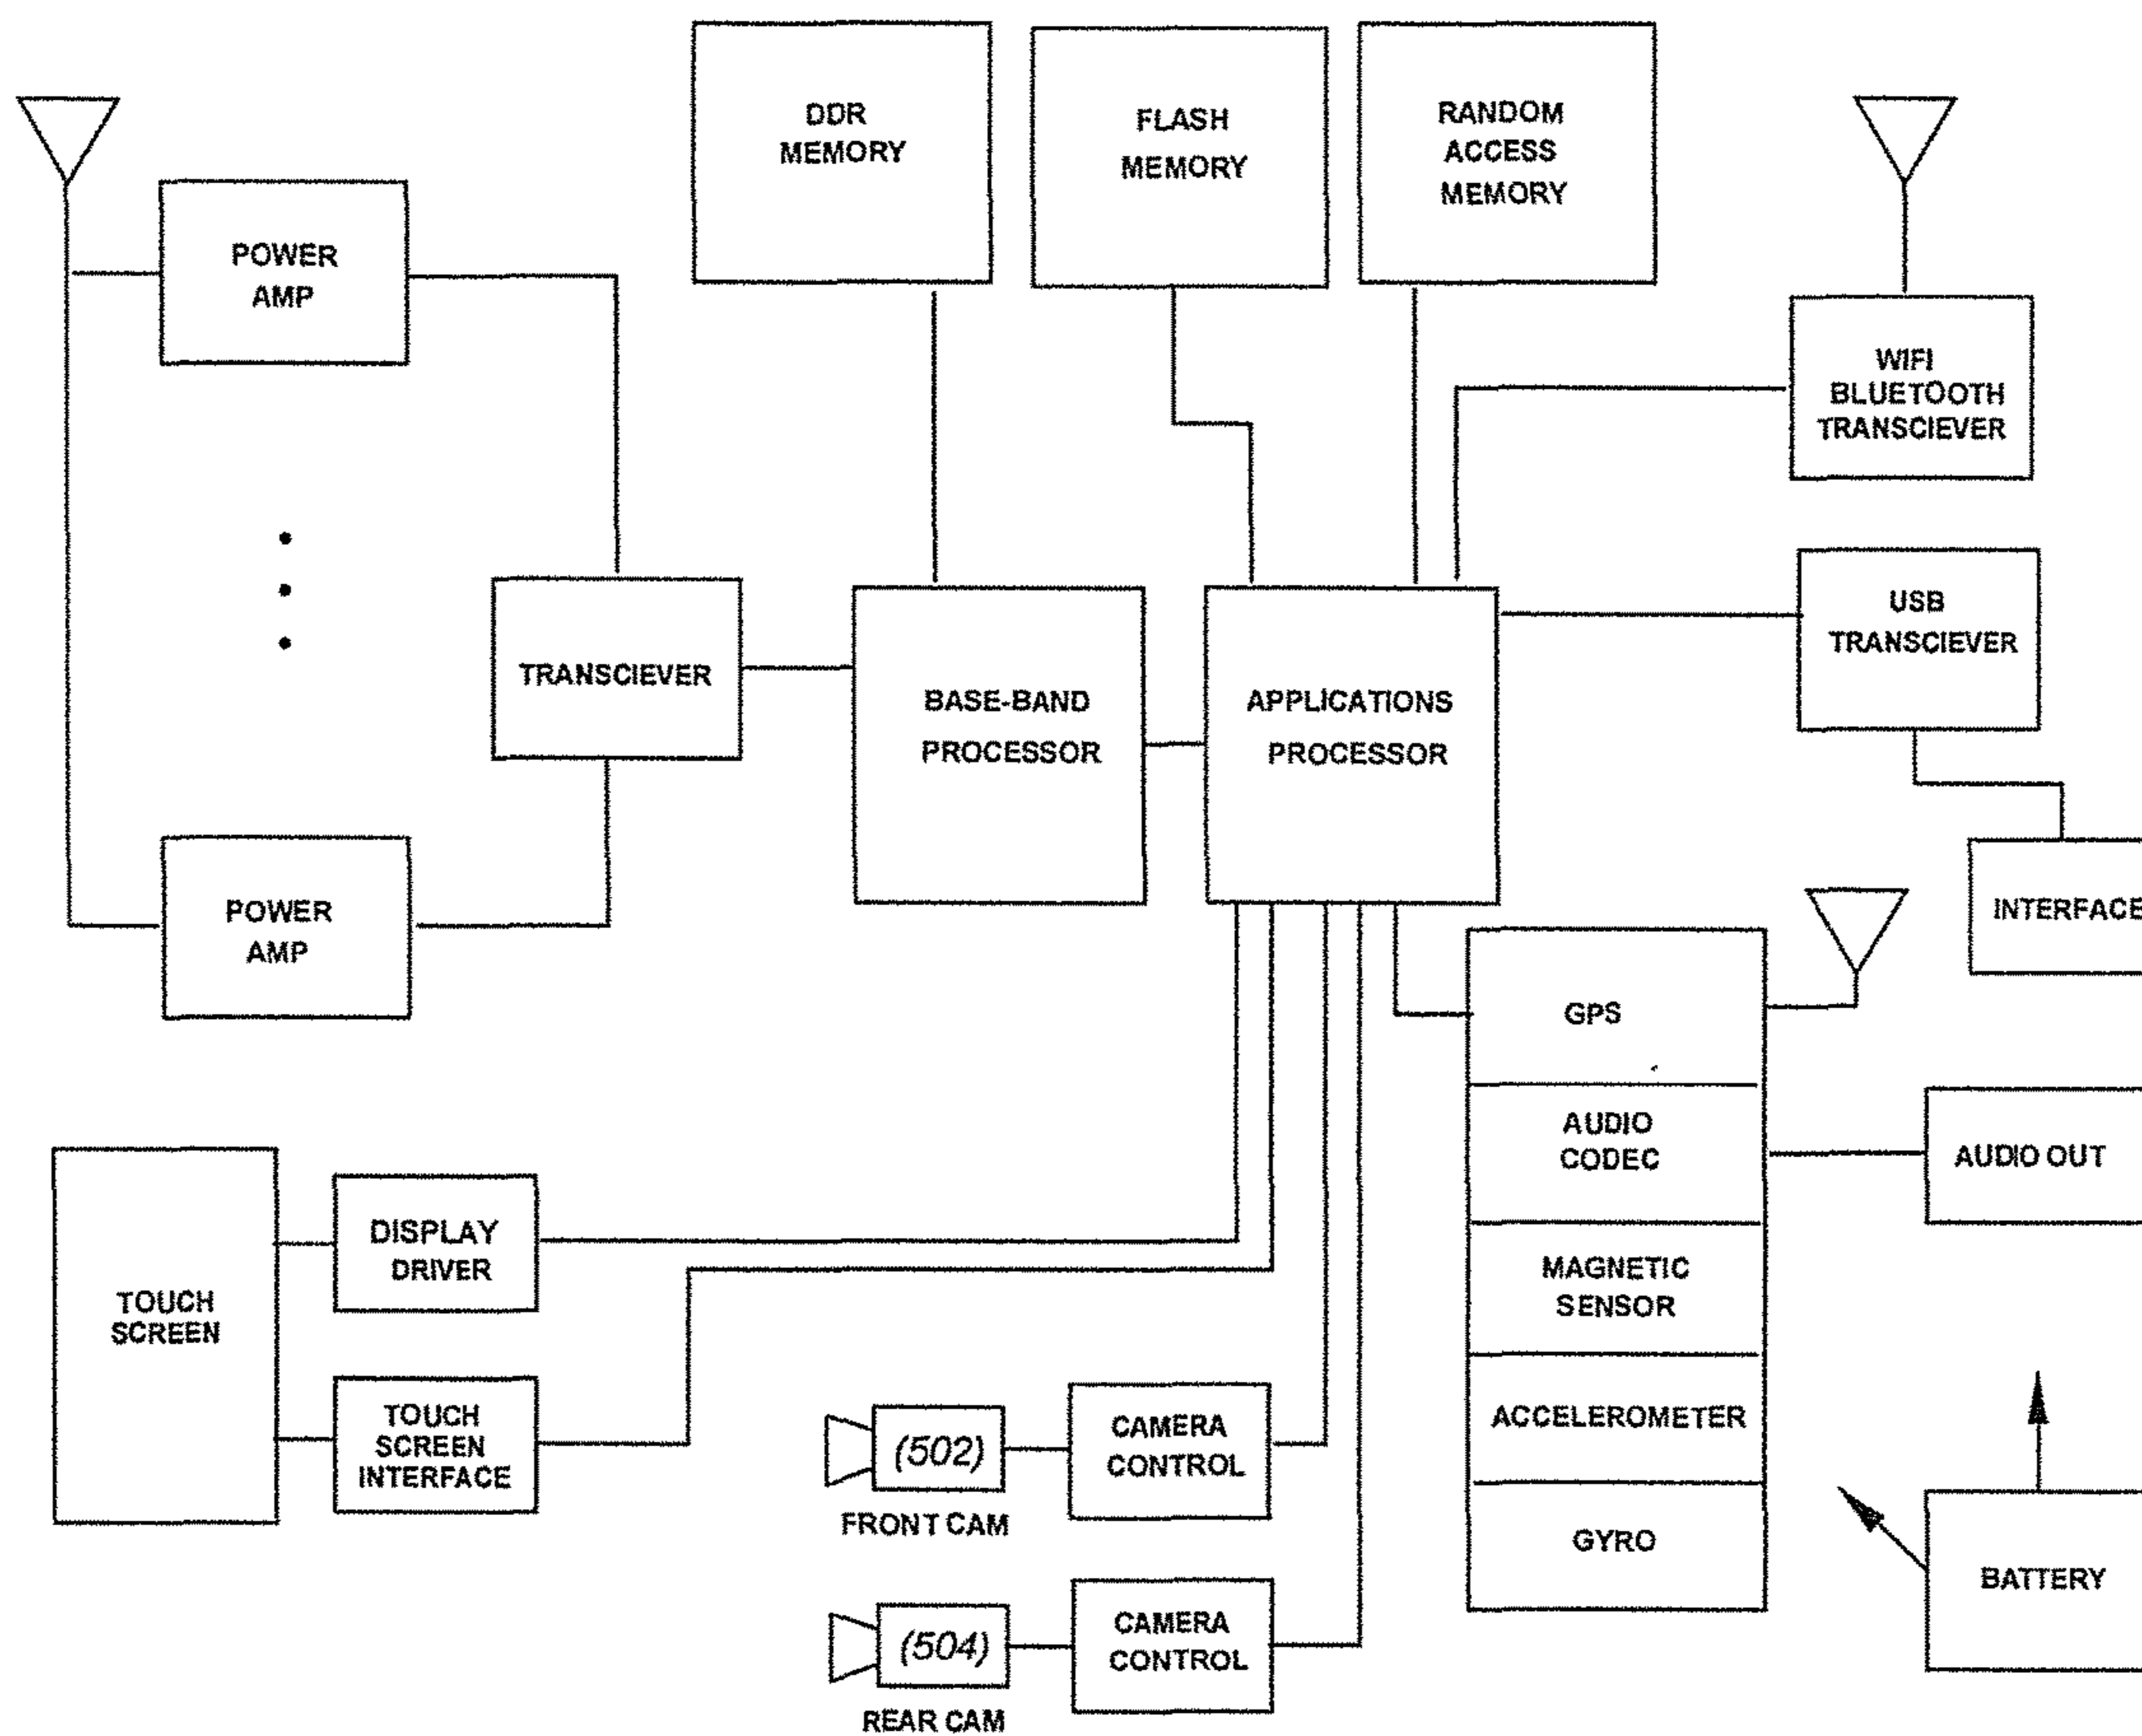 DDR
MEMORY
FLASH
MEMORY
RANDOM
ACCESS
MEMORY
POWER
AMP
WIFI
BLUETOOTH
TRANSCIEVER
TRANSCIEVER
BASE-BAND
PROCESSOR
APPLICATIONS
PROCESSOR
USB
TRANSCIEVER
INTERFACE
POWER
AMP
GPS
AUDIO
CODEC
AUDIO OUT
MAGNETIC
SENSOR
ACCELEROMETER
GYRO
BATTERY
TOUCH
SCREEN
DISPLAY
DRIVER
TOUCH
SCREEN
INTERFACE
(502)
FRONT CAM
CAMERA
CONTROL
(504)
REAR CAM
CAMERA
CONTROL